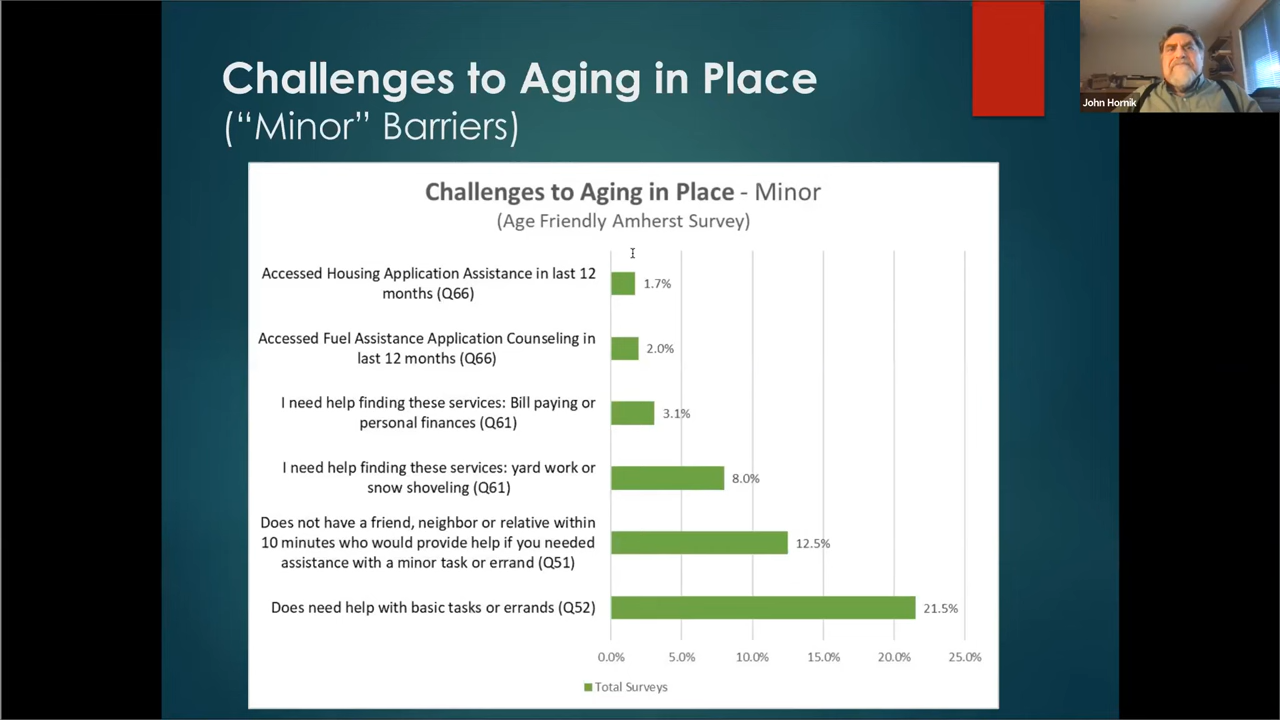 Challenges to Aging in Place
(“Minor” Barriers)
John Hornik
Challenges to Aging in Place - Minor
(Age Friendly Amherst Survey)
Accessed Housing Application Assistance in last 12
months (Q66)
1.7%
Accessed Fuel Assistance Application Counseling in
last 12 months (Q66)
2.0%
I need help finding these services: Bill paying or
personal finances (Q61)
3.1%
I need help finding these services: yard work or
snow shoveling (Q61)
8.0%
Does not have a friend, neighbor or relative within
10 minutes who would provide help if you needed
assistance with a minor task or errand (Q51)
12.5%
Does need help with basic tasks or errands (Q52)
21.5%
0.0% 5.0% 10.0% 15.0% 20.0% 25.0%
Total Surveys